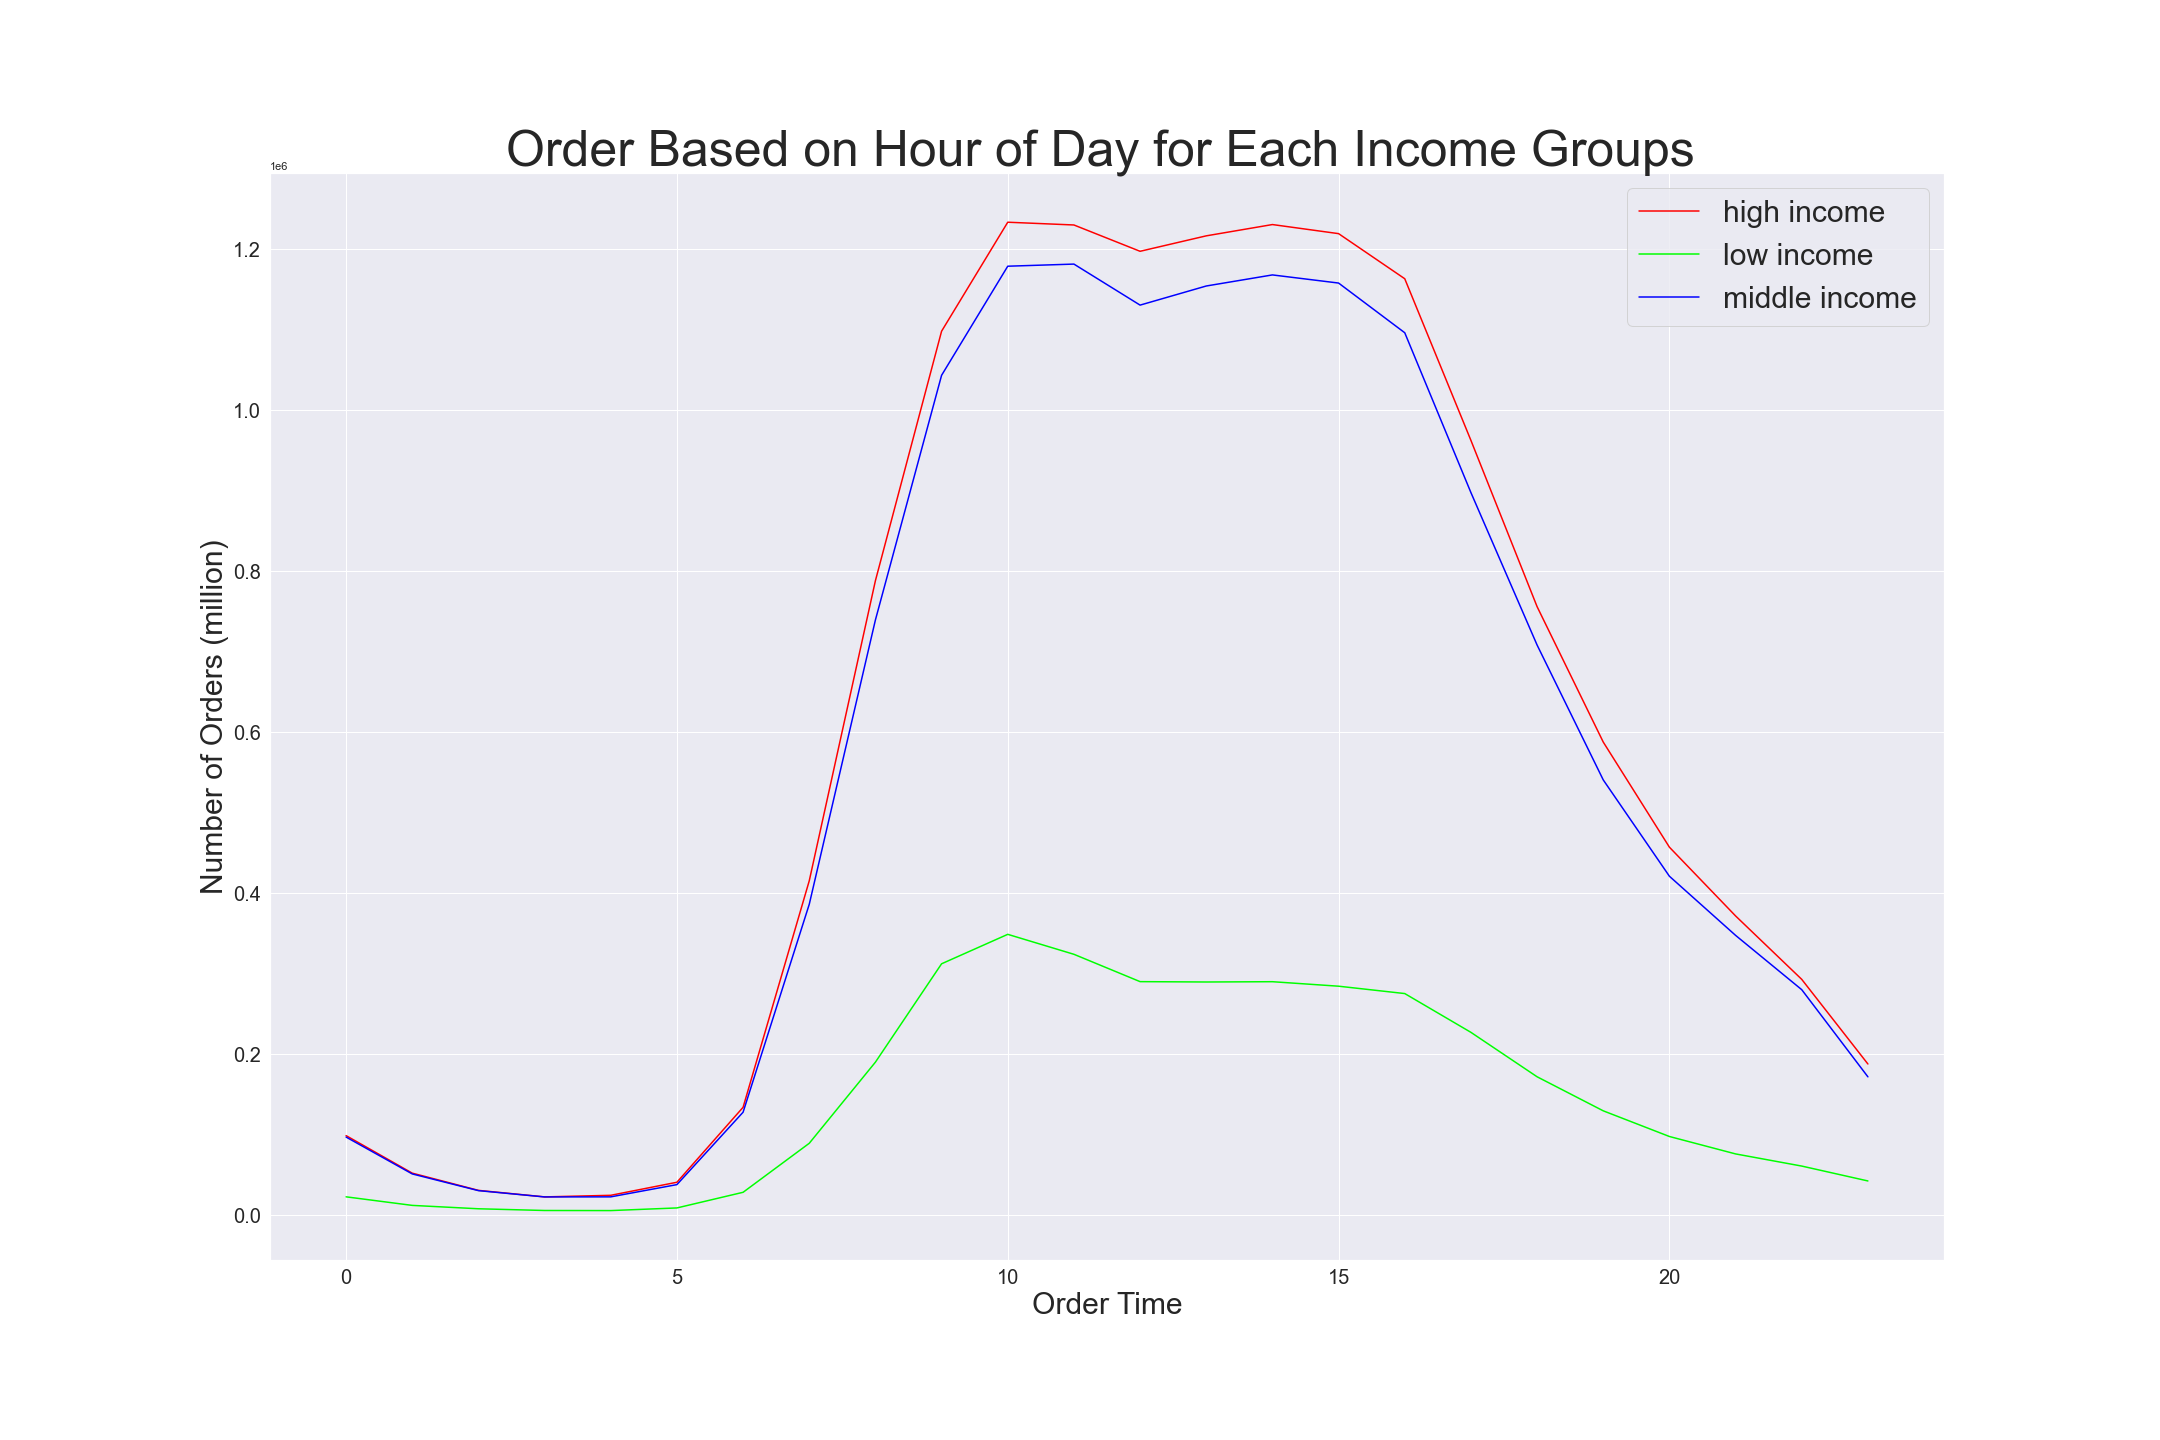 Order Based on Hour of Day for Each Income Groups
1e6
high income
low income
middle income
1.2
1.0
0.8
0.6
0.4
0.2
0.0
Number of Orders (million)
0 5 10 15 20
Order Time